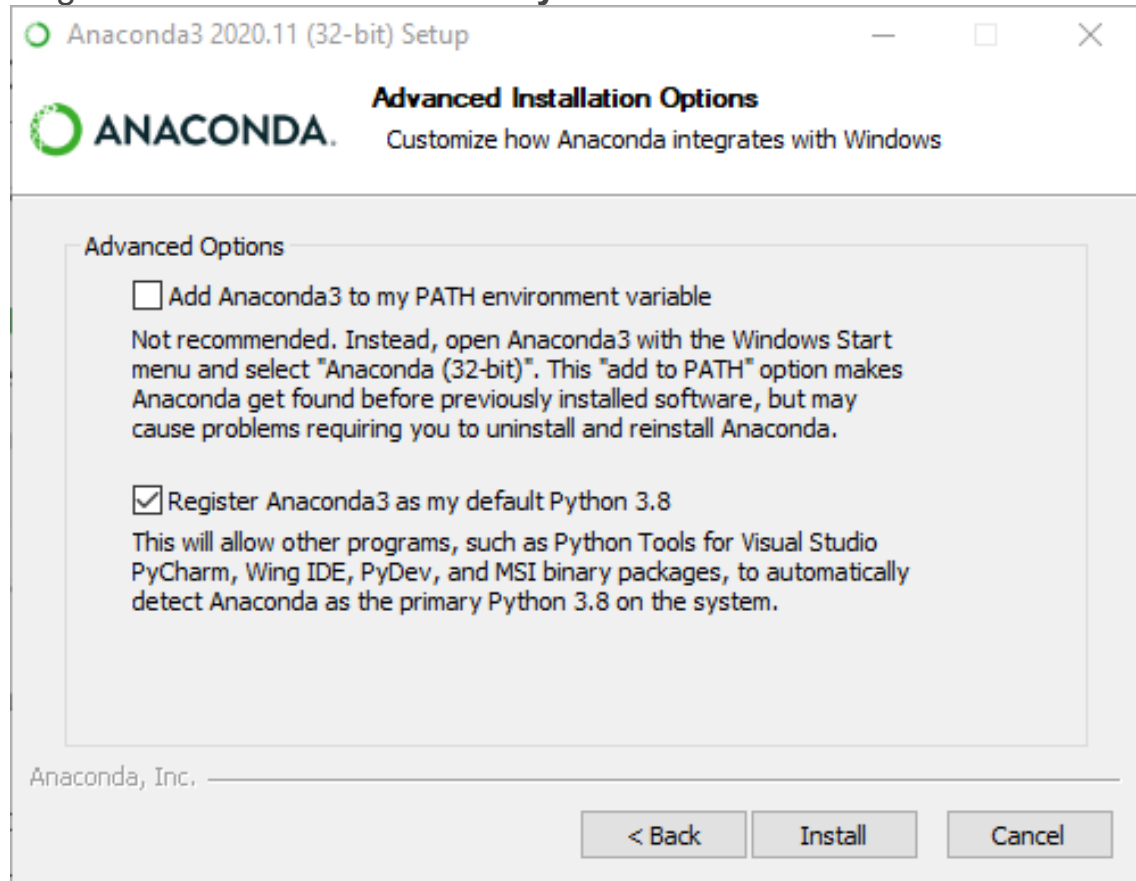 Anaconda3 2020.11 (32-bit) Setup
ANACONDA.
Advanced Installation Options
Customize how Anaconda integrates with Windows
Advanced Options
Add Anaconda3 to my PATH environment variable
Not recommended. Instead, open Anaconda3 with the Windows Start
menu and select "Anaconda (32-bit)". This "add to PATH" option makes
Anaconda get found before previously installed software, but may
cause problems requiring you to uninstall and reinstall Anaconda.
Register Anaconda3 as my default Python 3.8
This will allow other programs, such as Python Tools for Visual Studio
PyCharm, Wing IDE, PyDev, and MSI binary packages, to automatically
detect Anaconda as the primary Python 3.8 on the system.
Anaconda, Inc.
< Back Install Cancel